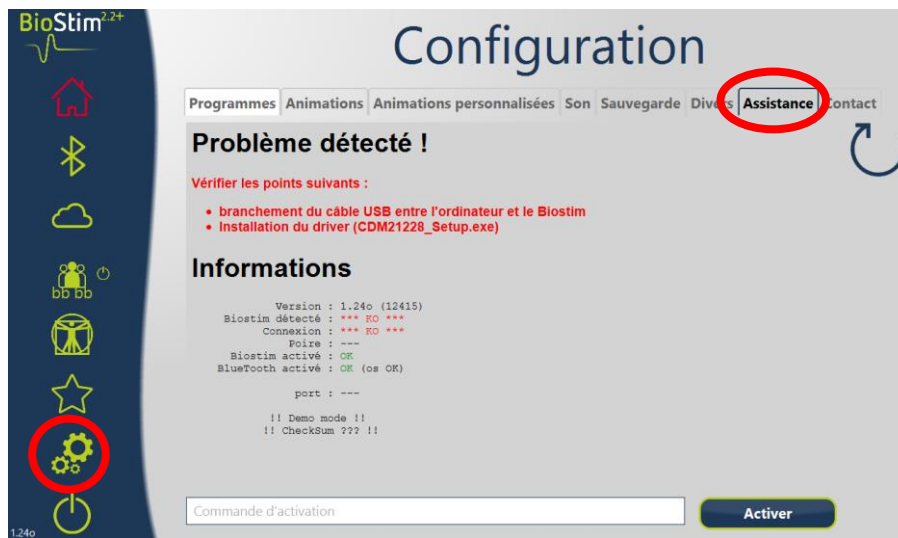 BioStim2.2+
Configuration
Programmes Animations Animations personnalisées Son Sauvegarde Divers Assistance Contact
Problème détecté !
Vérifier les points suivants :
• branchement du câble USB entre l'ordinateur et le Biostim
• Installation du driver (CDM21228_Setup.exe)
Informations
Version : 1.24o (12415)
Biostim détecté : *** KO ***
Connexion : *** KO ***
Poire : ---
Biostim activé : OK
BlueTooth activé : OK (os OK)
port : ---
!! Demo mode !!
!! CheckSum ??? !!
bb bb
Commande d'activation
Activer
1.24o